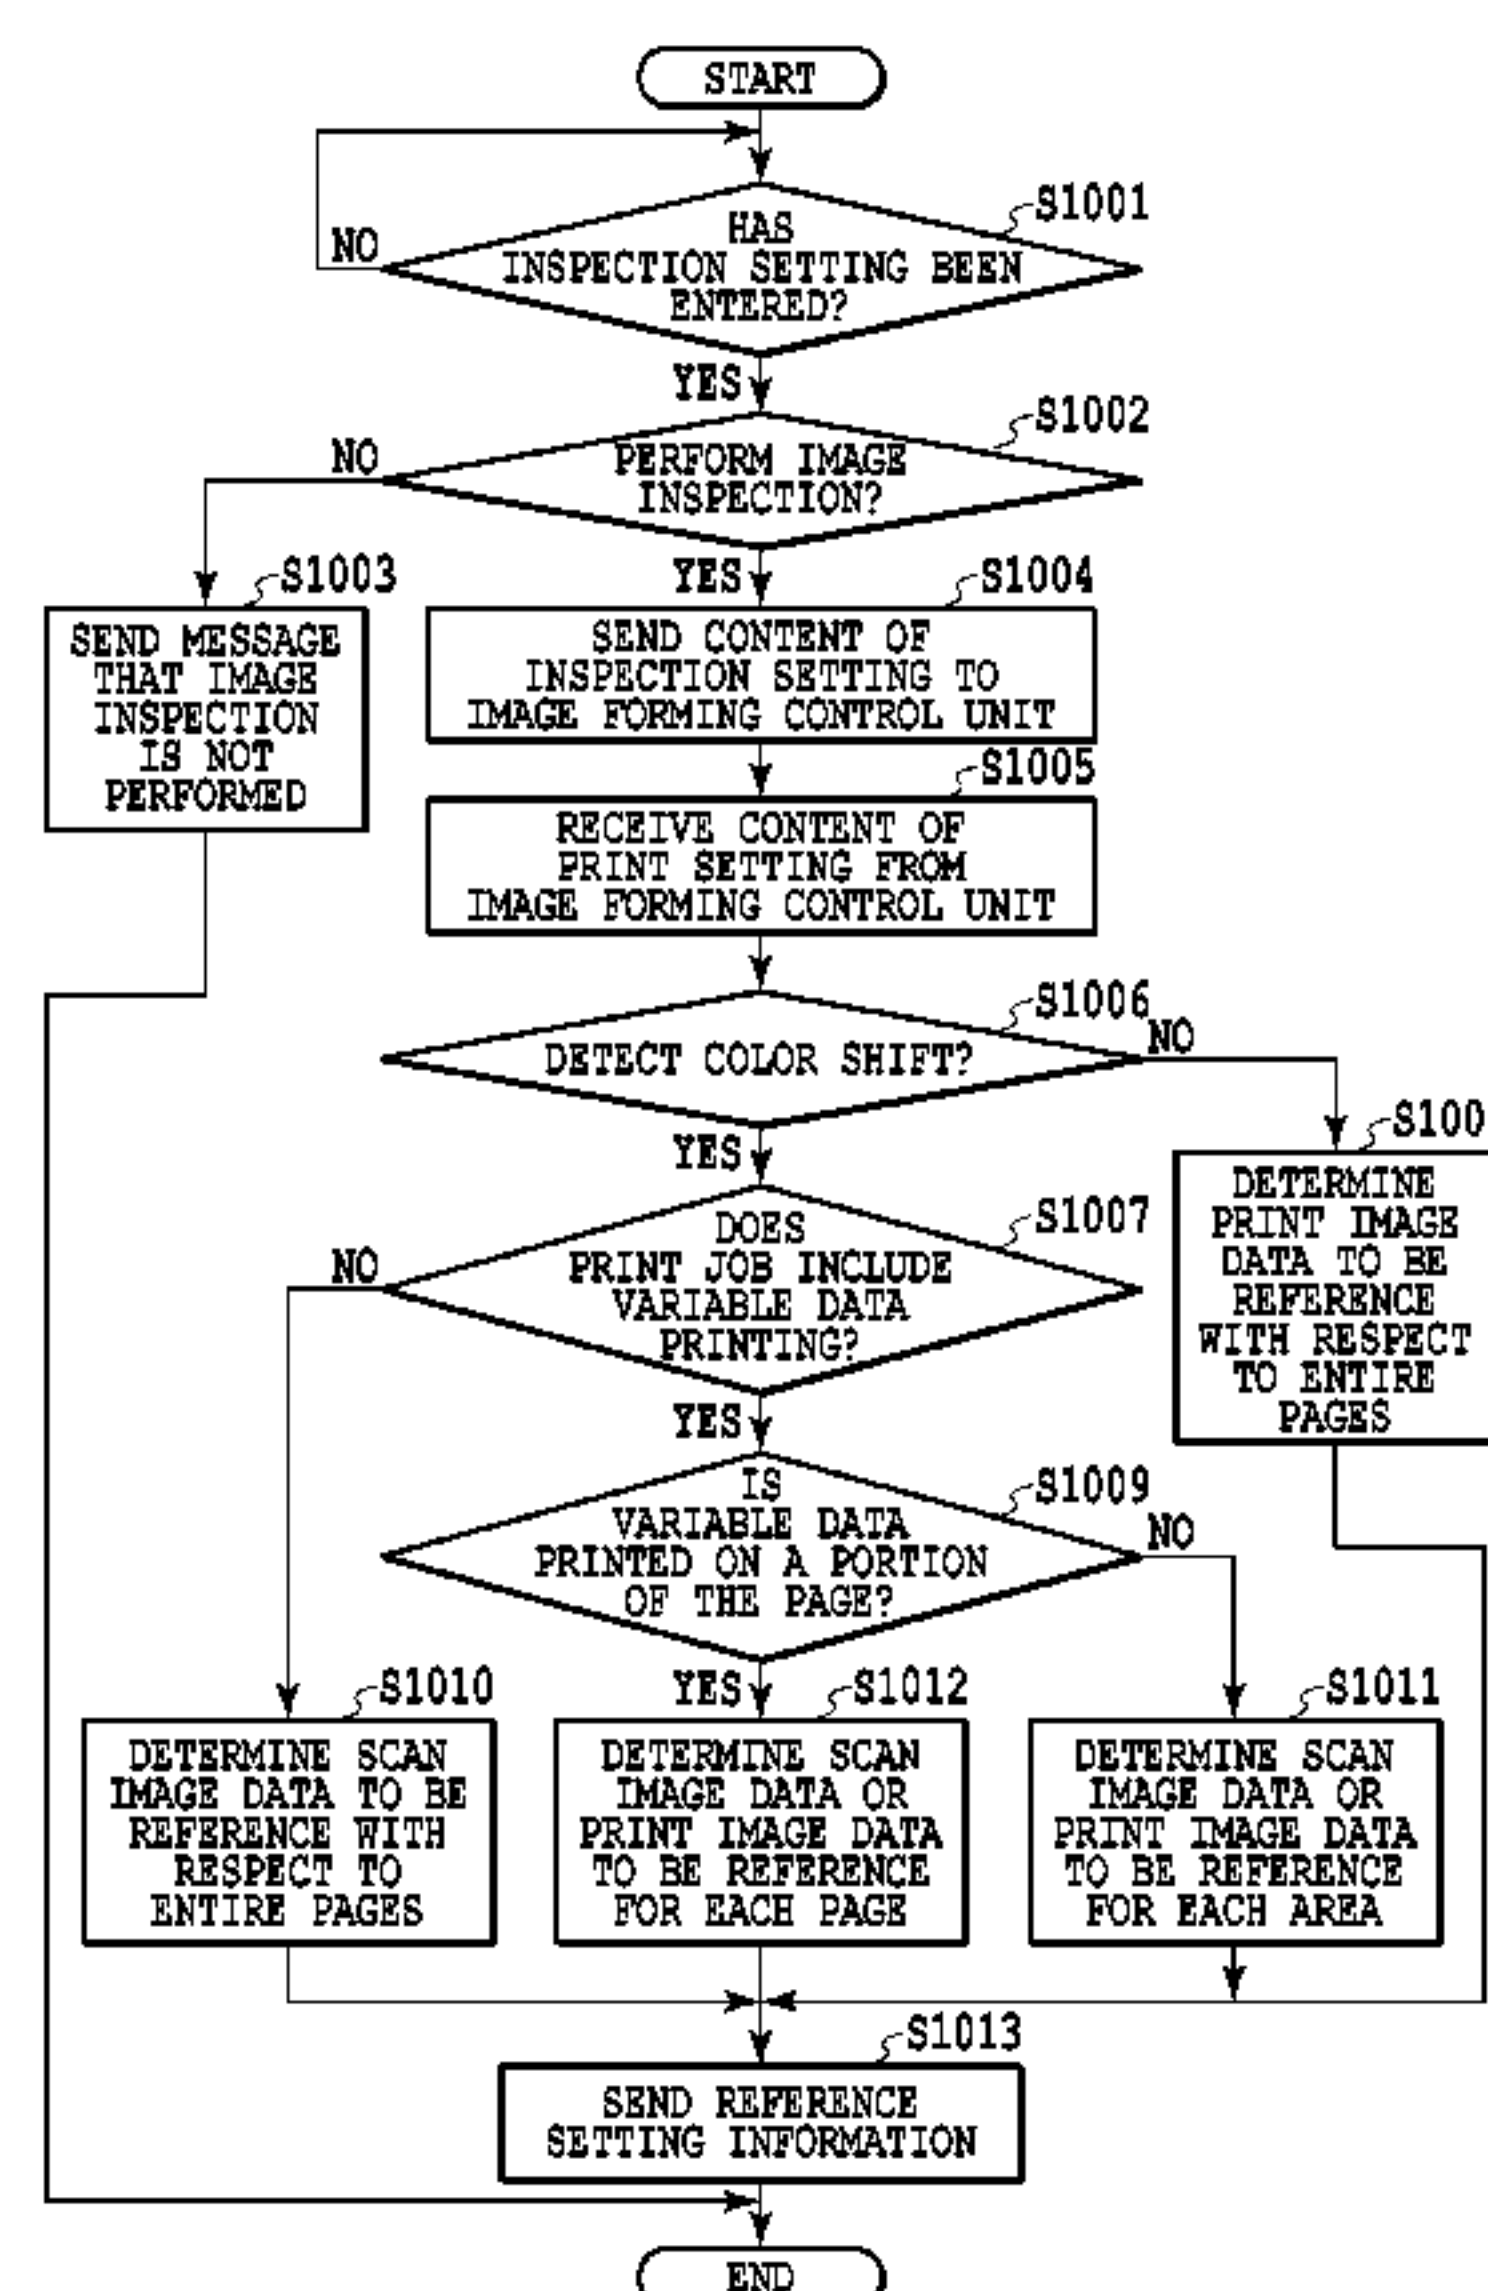 START
S1001
HAS
INSPECTION SETTING BEEN
ENTERED?
NO
YES
S1002
PERFORM IMAGE
INSPECTION?
NO
YES
S1003
SEND MESSAGE
THAT IMAGE
INSPECTION
IS NOT
PERFORMED
S1004
SEND CONTENT OF
INSPECTION SETTING TO
IMAGE FORMING CONTROL UNIT
S1005
RECEIVE CONTENT OF
PRINT SETTING FROM
IMAGE FORMING CONTROL UNIT
S1006
DETECT COLOR SHIFT?
NO
YES
S100
DETERMINE
PRINT IMAGE
DATA TO BE
REFERENCE
WITH RESPECT
TO ENTIRE
PAGES
S1007
DOES
PRINT JOB INCLUDE
VARIABLE DATA
PRINTING?
NO
YES
S1009
IS
VARIABLE DATA
PRINTED ON A PORTION
OF THE PAGE?
NO
YES
S1010
DETERMINE SCAN
IMAGE DATA TO BE
REFERENCE WITH
RESPECT TO
ENTIRE PAGES
S1012
DETERMINE SCAN
IMAGE DATA OR
PRINT IMAGE DATA
TO BE REFERENCE
FOR EACH PAGE
S1011
DETERMINE SCAN
IMAGE DATA OR
PRINT IMAGE DATA
TO BE REFERENCE
FOR EACH AREA
S1013
SEND REFERENCE
SETTING INFORMATION
END